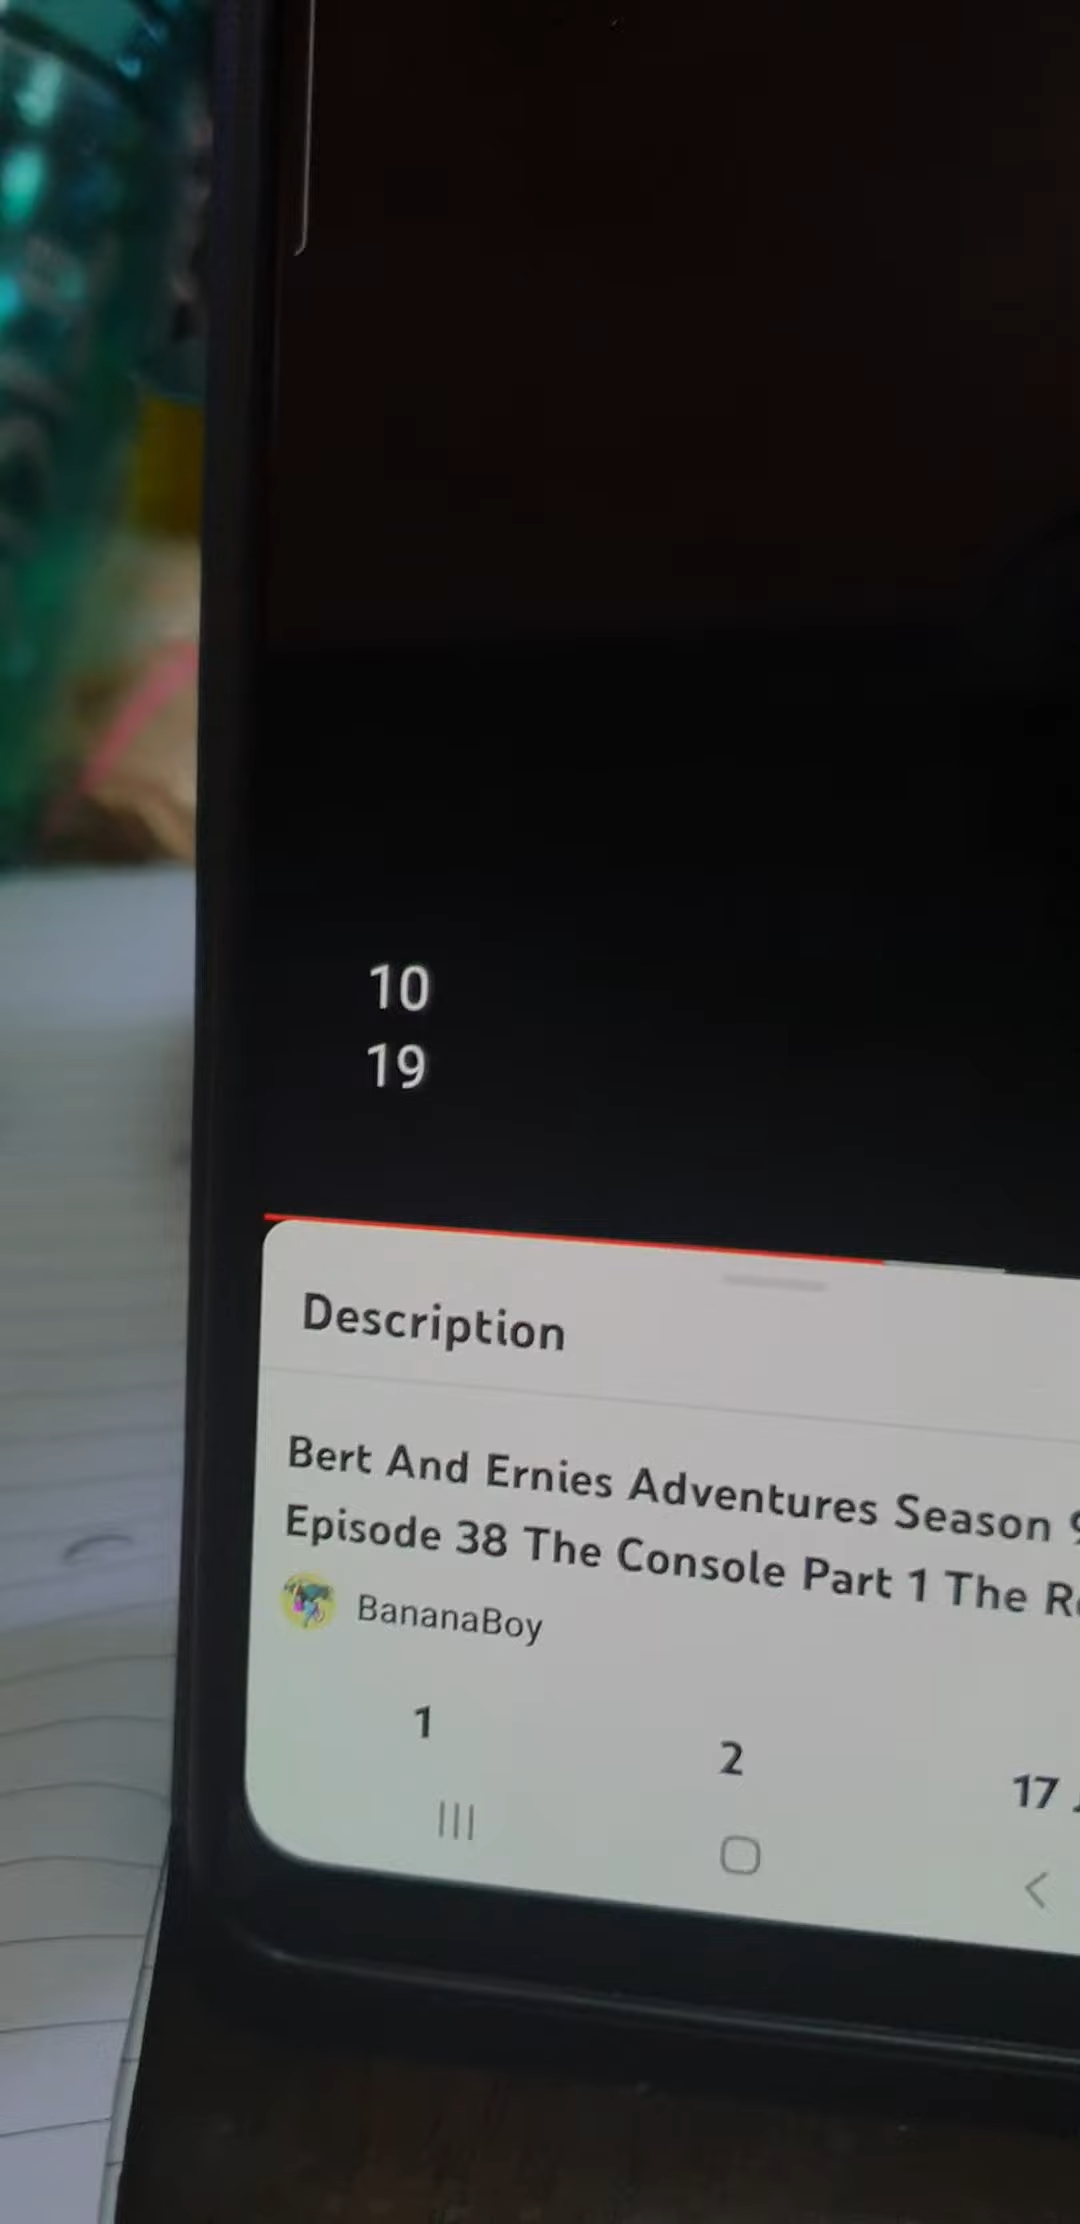 10
19
Description
Bert And Ernies Adventures Season
Episode 38 The Console Part 1 The
BananaBoy
1
2
17